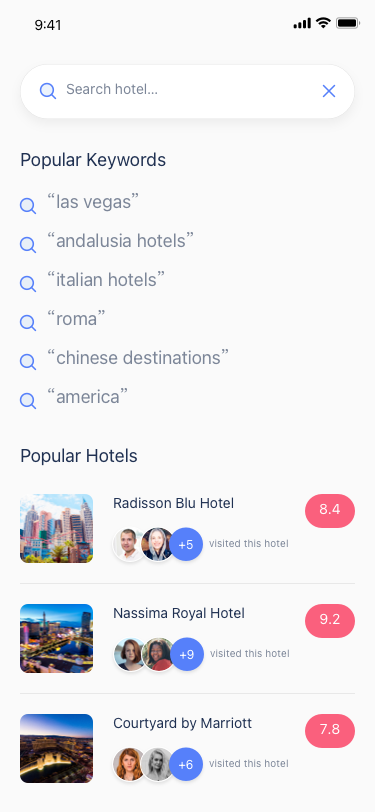 9:41
Search hotel...
Popular Keywords
“las vegas”
“andalusia hotels”
“italian hotels”
“roma”
“chinese destinations”
“america”
Popular Hotels
Radisson Blu Hotel
8.4
+5 visited this hotel
Nassima Royal Hotel
9.2
+9 visited this hotel
Courtyard by Marriott
7.8
+6 visited this hotel